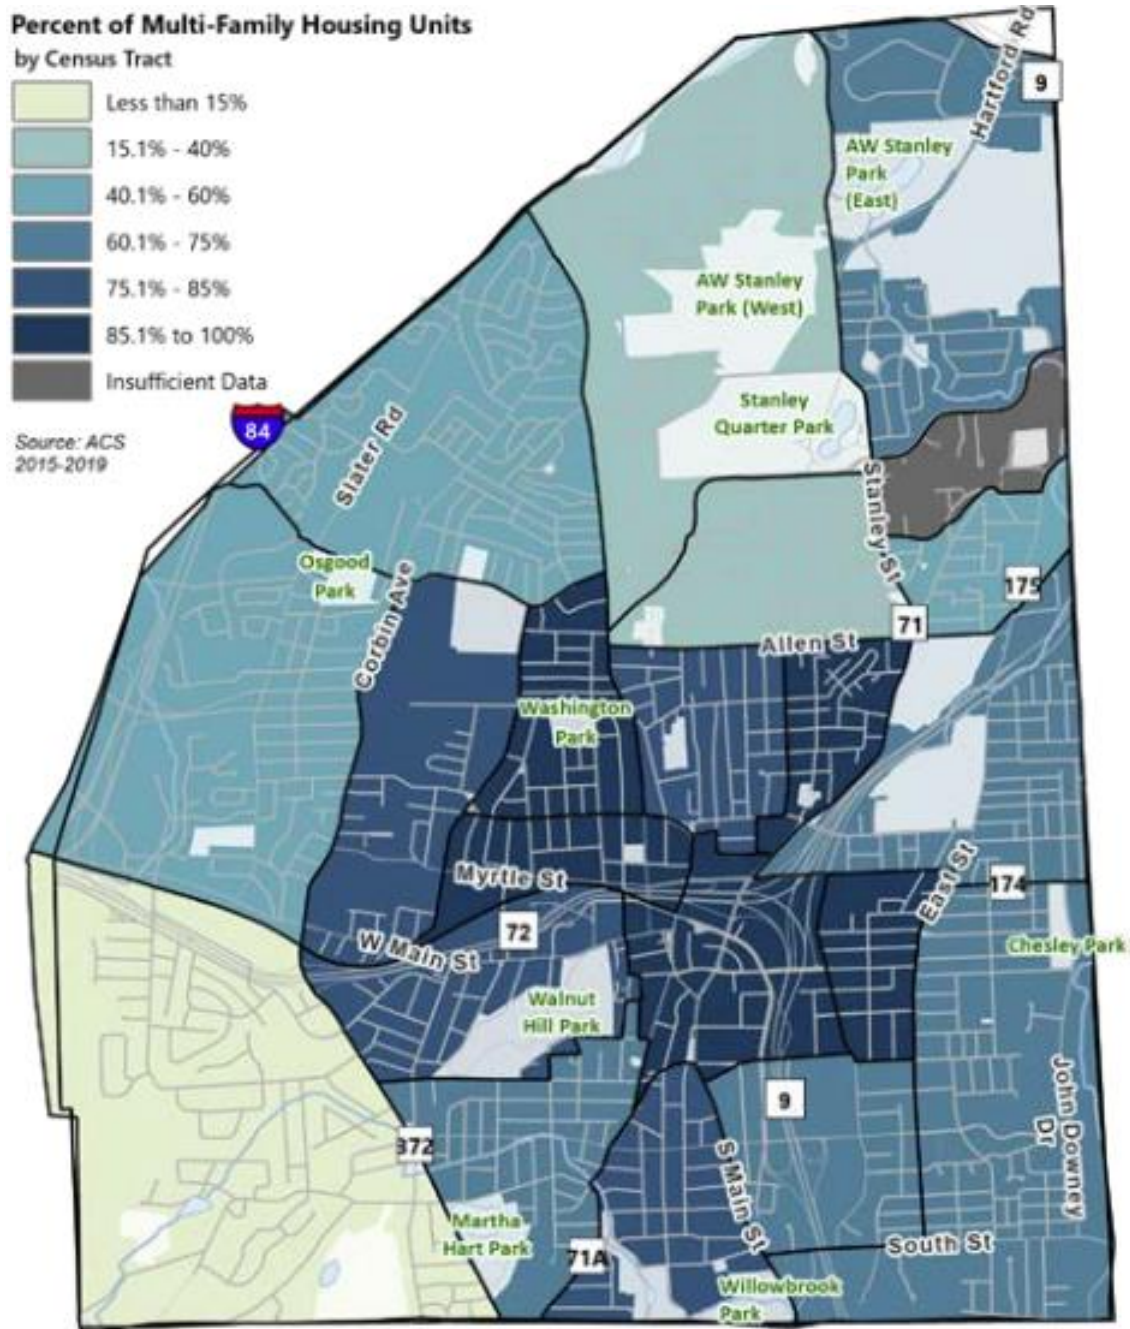 Percent of Multi-Family Housing Units
by Census Tract
Less than 15%
15.1% - 40%
40.1% - 60%
60.1% - 75%
75.1% - 85%
85.1% to 100%
Insufficient Data
Source: ACS
2015-2019
84
Hartford Rd
9
AW Stanley
Park
(East)
AW Stanley
Park (West)
Stanley
Quarter Park
Slater Rd
Stanley St
Osgood
Park
Corbin Ave
175
71
Allen St
Washington
Park
Myrtle St
East St
174
72
W Main St
Chesley Park
Walnut
Hill Park
John Downey
Dr
9
372
S Main St
Martha
Hart Park
71A
South St
Willowbrook
Park